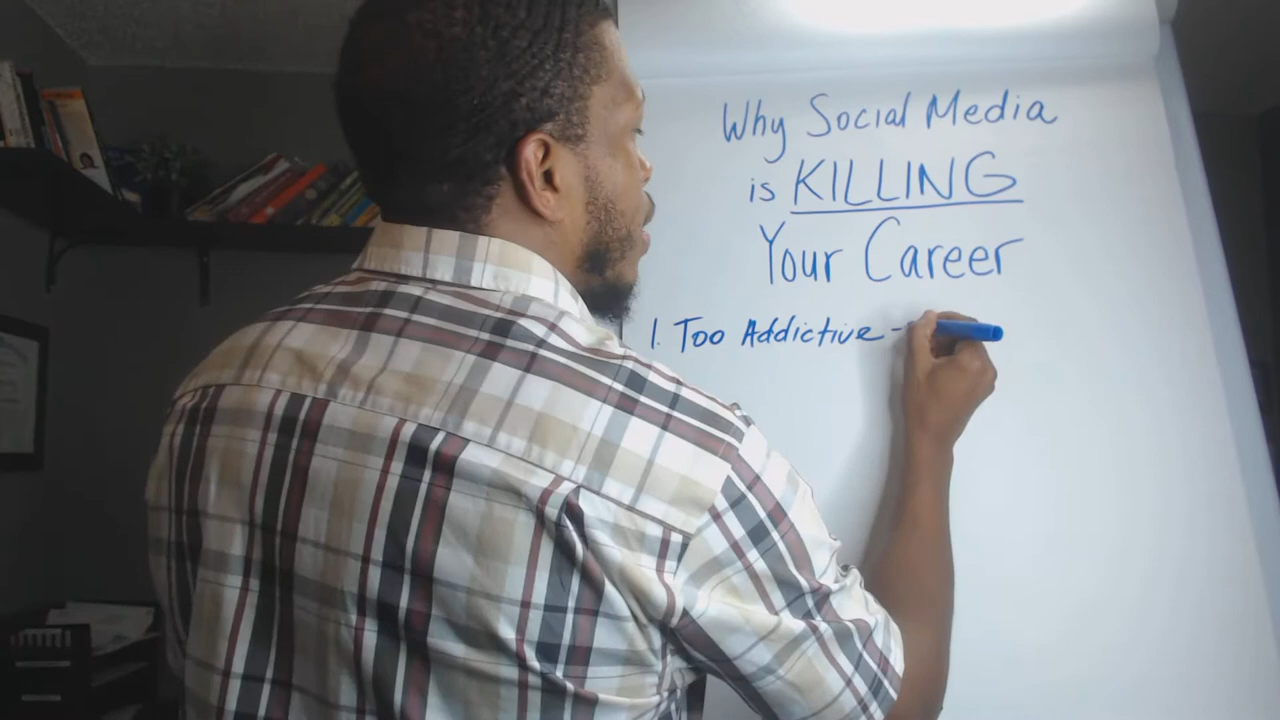 Why Social Media
is KILLING
Your Career
1. Too Addictive -